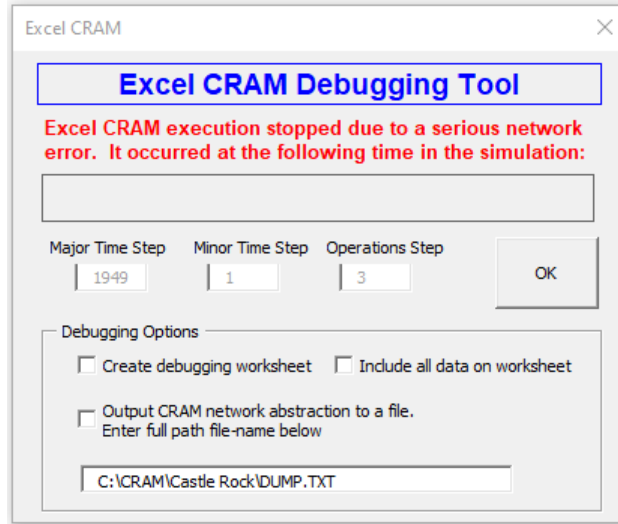 Excel CRAM
Excel CRAM Debugging Tool
Excel CRAM execution stopped due to a serious network
error.  It occurred at the following time in the simulation:
Major Time Step Minor Time Step Operations Step
1949 1 3 OK
Debugging Options
Create debugging worksheet Include all data on worksheet
Output CRAM network abstraction to a file.
Enter full path file-name below
C:\CRAM\Castle Rock\DUMP.TXT